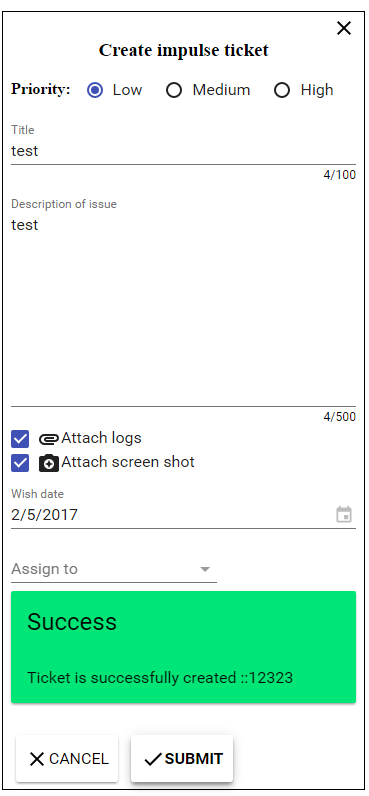 Create impulse ticket
Priority: Low Medium High
Title
test
4/100
Description of issue
test
4/500
Attach logs
Attach screen shot
Wish date
2/5/2017
Assign to
Success
Ticket is successfully created ::12323
CANCEL SUBMIT